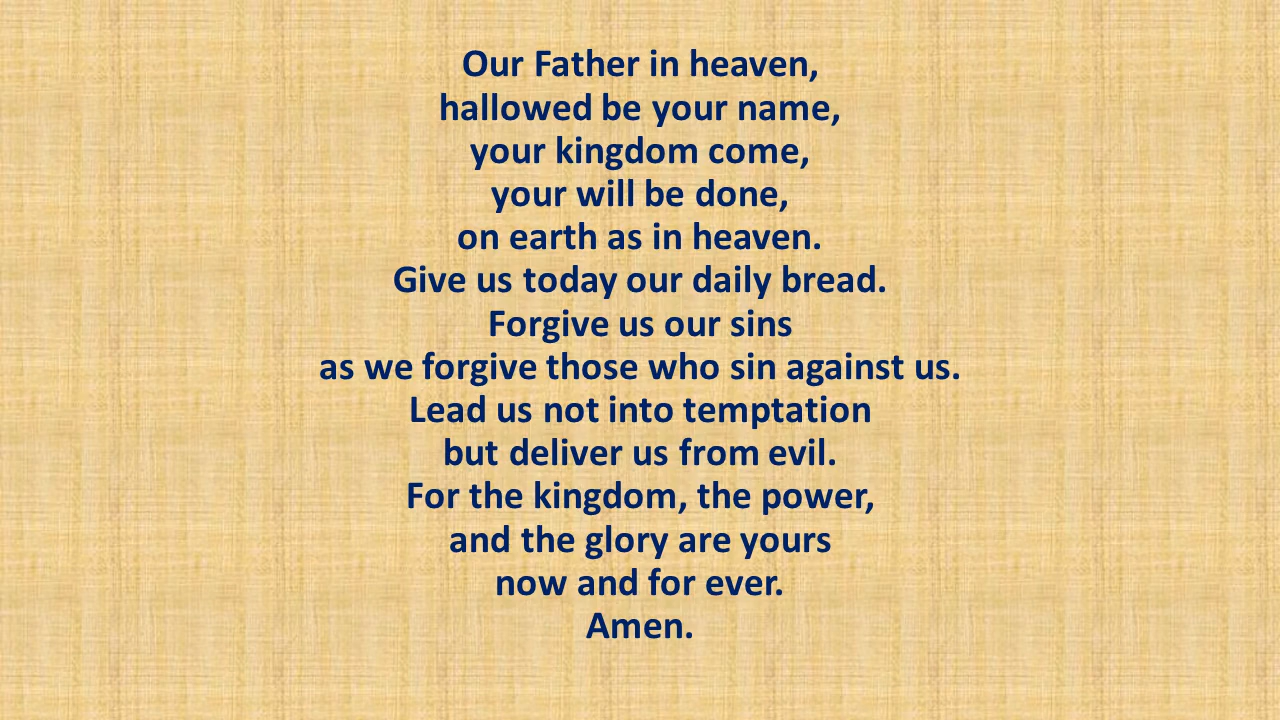 Our Father in heaven,
hallowed be your name,
your kingdom come,
your will be done,
on earth as in heaven.
Give us today our daily bread.
Forgive us our sins
as we forgive those who sin against us.
Lead us not into temptation
but deliver us from evil.
For the kingdom, the power,
and the glory are yours
now and for ever.
Amen.